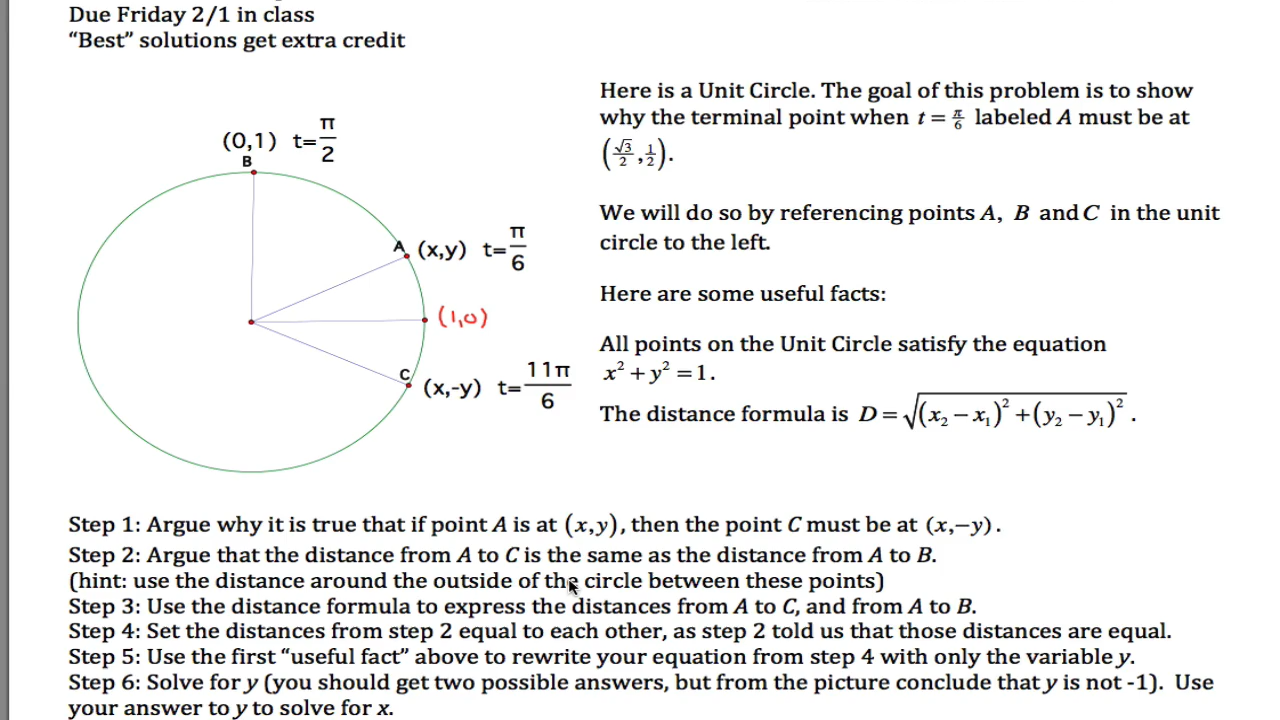 Due Friday 2/1 in class
“Best” solutions get extra credit
(0,1) t=π/2
B
A (x,y) t=π/6
(1,0)
C (x,-y) t=11π/6
Here is a Unit Circle. The goal of this problem is to show
why the terminal point when t = π/6 labeled A must be at
(√3/2, 1/2).
We will do so by referencing points A, B and C in the unit
circle to the left.
Here are some useful facts:
All points on the Unit Circle satisfy the equation
x² + y² = 1.
The distance formula is D = √((x₂ − x₁)² + (y₂ − y₁)²).
Step 1: Argue why it is true that if point A is at (x,y), then the point C must be at (x,−y).
Step 2: Argue that the distance from A to C is the same as the distance from A to B.
(hint: use the distance around the outside of the circle between these points)
Step 3: Use the distance formula to express the distances from A to C, and from A to B.
Step 4: Set the distances from step 2 equal to each other, as step 2 told us that those distances are equal.
Step 5: Use the first “useful fact” above to rewrite your equation from step 4 with only the variable y.
Step 6: Solve for y (you should get two possible answers, but from the picture conclude that y is not -1). Use
your answer to y to solve for x.